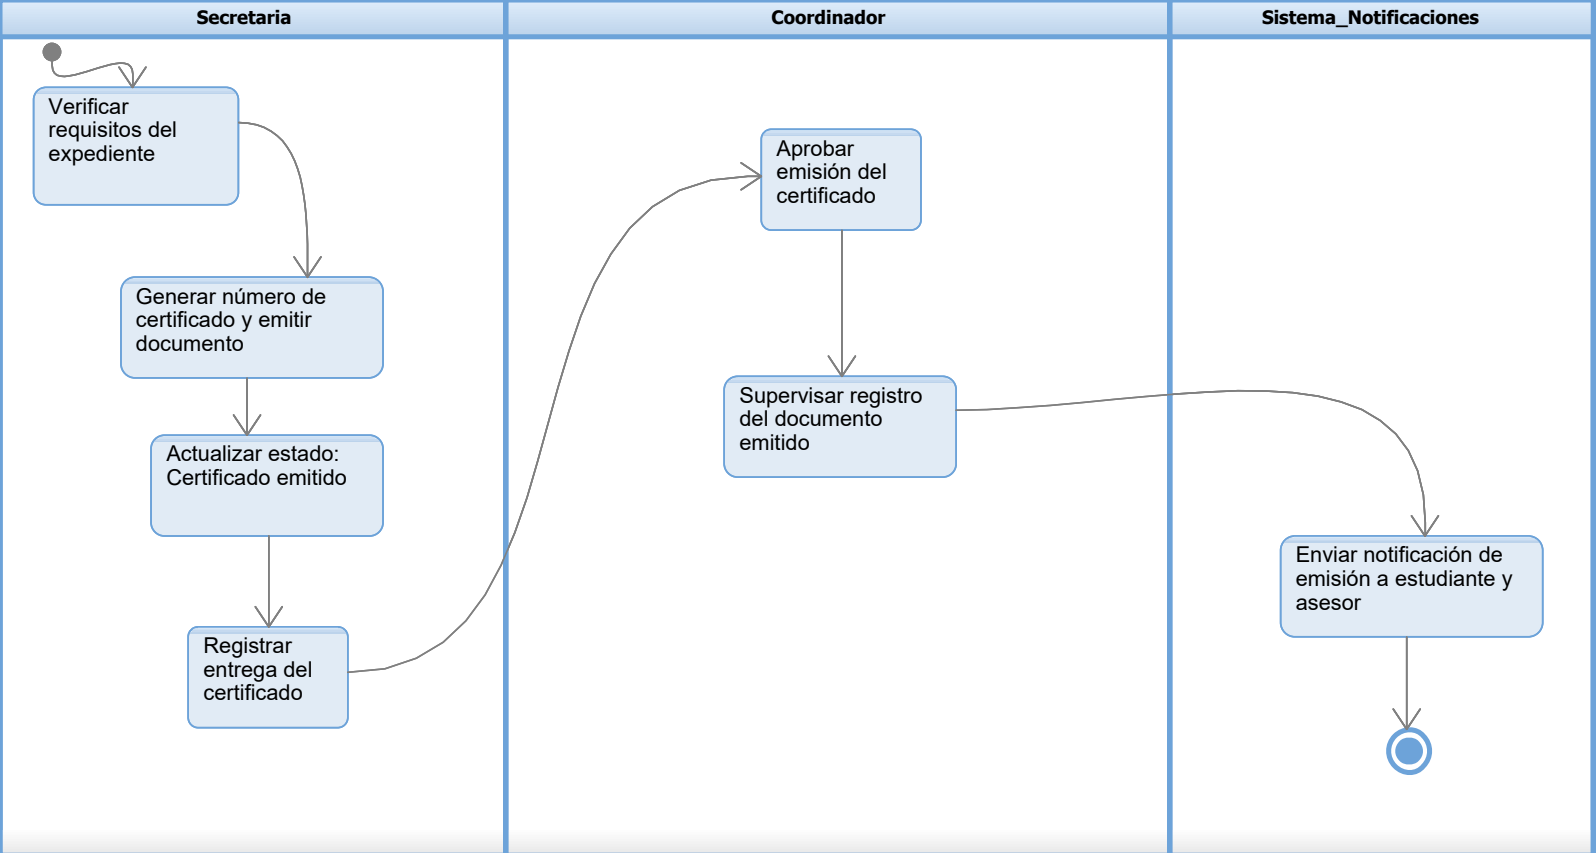 Secretaria
Coordinador
Sistema_Notificaciones
Verificar
requisitos del
expediente
Generar número de
certificado y emitir
documento
Actualizar estado:
Certificado emitido
Registrar
entrega del
certificado
Aprobar
emisión del
certificado
Supervisar registro
del documento
emitido
Enviar notificación de
emisión a estudiante y
asesor